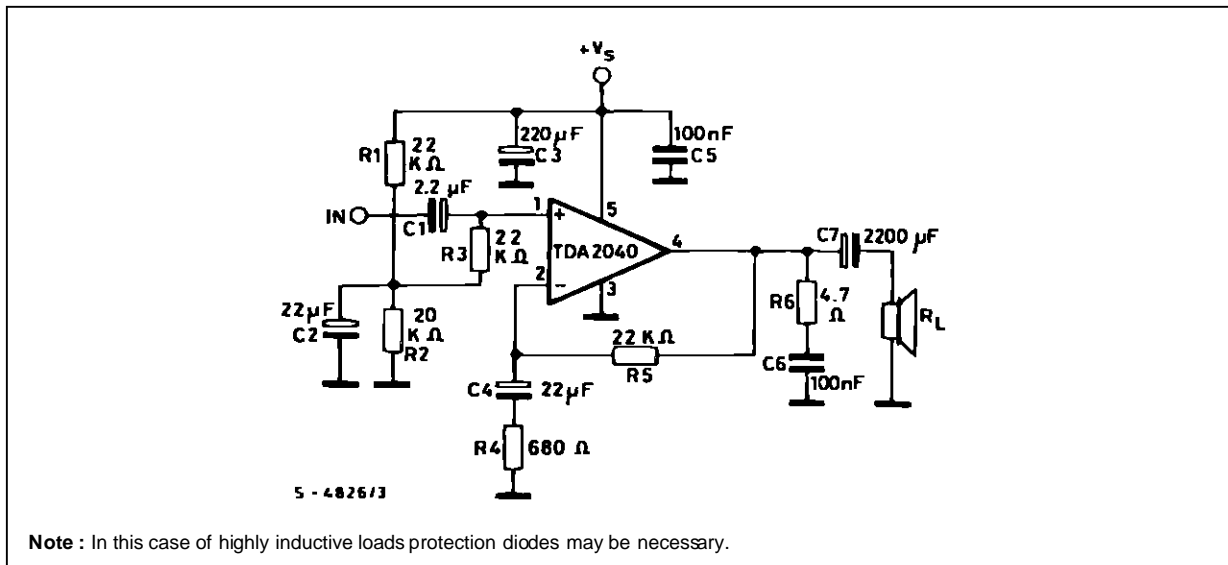 +Vs
220µF
C3
100nF
C5
R1
22
KΩ
2.2 µF
IN
C1
R3
22
KΩ
1
+
5
TDA2040
4
2
−
3
C7
2200 µF
R6
4.7
Ω
RL
22µF
C2
20
KΩ
R2
22 KΩ
R5
C6
100nF
C4
22µF
R4
680 Ω
S - 4826/3
Note : In this case of highly inductive loads protection diodes may be necessary.